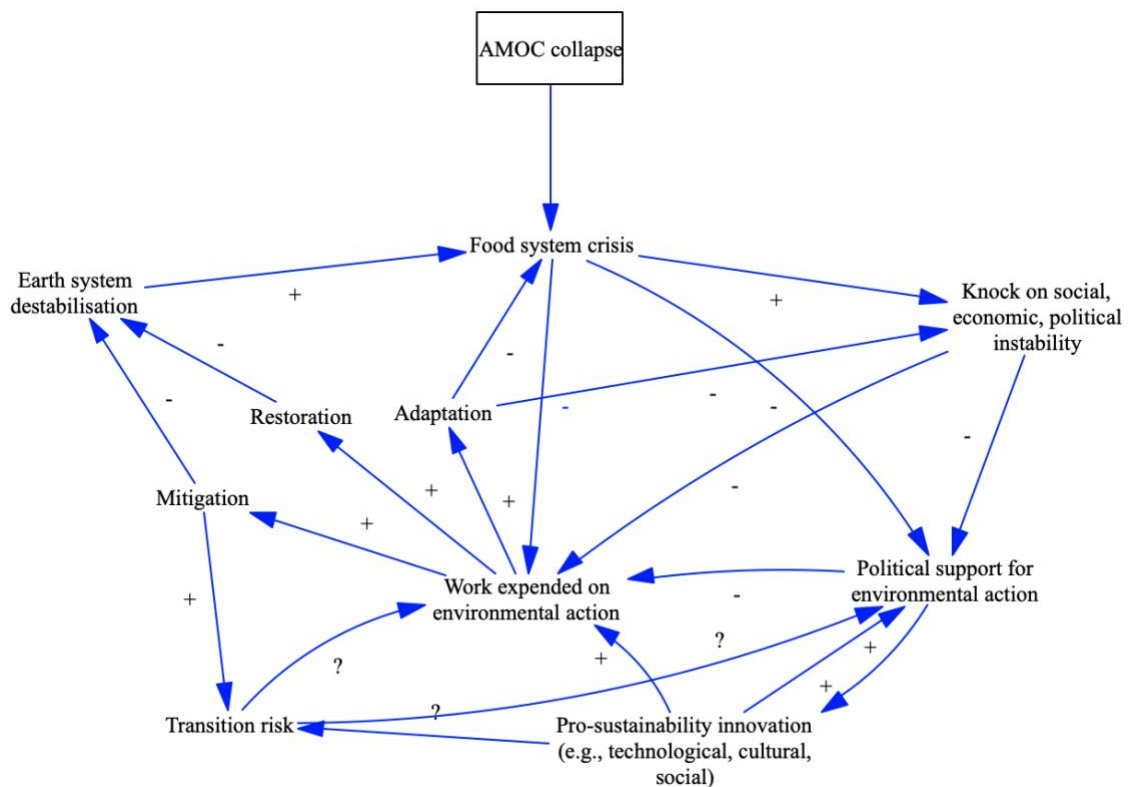 AMOC collapse
Food system crisis
Earth system
destabilisation
+
+
Knock on social,
economic, political
instability
-
-
-
Restoration
Adaptation
-
-
-
-
Mitigation
+
+
+
-
-
Work expended on
environmental action
Political support for
environmental action
+
-
?
?
+
+
+
?
Transition risk
Pro-sustainability innovation
(e.g., technological, cultural,
social)